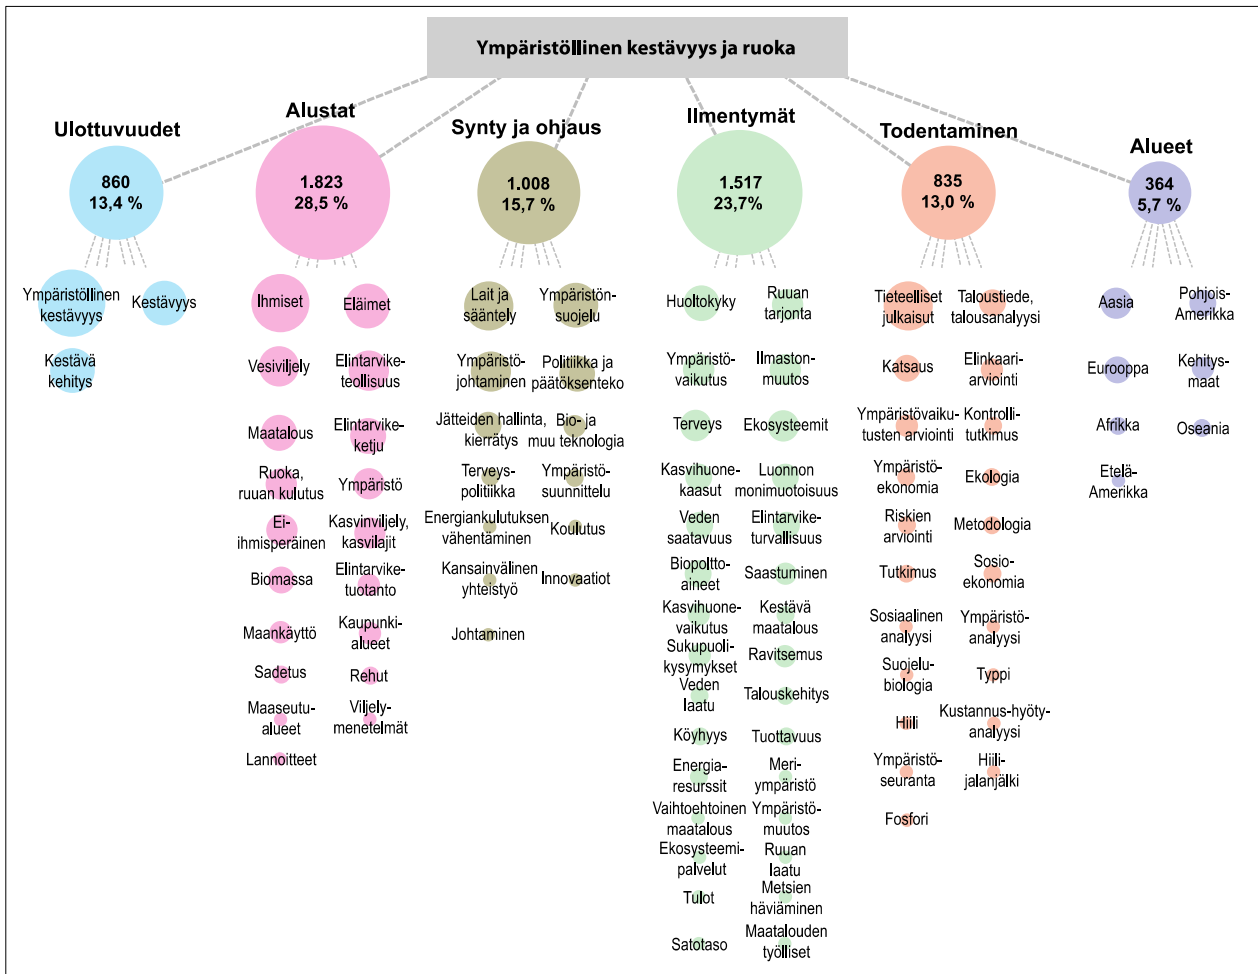 Ympäristöllinen kestävyys ja ruoka
Ulottuvuudet
860
13,4 %
Ympäristöllinen
kestävyys
Kestävyys
Kestävä
kehitys
Alustat
1.823
28,5 %
Ihmiset
Eläimet
Vesiviljely
Elintarvike-
teollisuus
Maatalous
Elintarvike-
ketju
Ruoka,
ruuan kulutus
Ympäristö
Ei-
ihmisperäinen
Kasvinviljely,
kasvilajit
Biomassa
Elintarvike-
tuotanto
Maankäyttö
Kaupunki-
alueet
Sadetus
Rehut
Maaseutu-
alueet
Viljely-
menetelmät
Lannoitteet
Synty ja ohjaus
1.008
15,7 %
Lait ja
sääntely
Ympäristön-
suojelu
Ympäristö-
johtaminen
Politiikka ja
päätöksenteko
Jätteiden hallinta,
kierrätys
Bio- ja
muu teknologia
Terveys-
politiikka
Ympäristö-
suunnittelu
Energiankulutuksen
vähentäminen
Koulutus
Kansainvälinen
yhteistyö
Innovaatiot
Johtaminen
Ilmentymät
1.517
23,7%
Huoltokyky
Ruuan
tarjonta
Ympäristö-
vaikutus
Ilmaston-
muutos
Terveys
Ekosysteemit
Kasvihuone-
kaasut
Luonnon
monimuotoisuus
Veden
saatavuus
Elintarvike-
turvallisuus
Biopoltto-
aineet
Saastuminen
Kasvihuone-
vaikutus
Kestävä
maatalous
Sukupuoli-
kysymykset
Ravitsemus
Veden
laatu
Talouskehitys
Köyhyys
Tuottavuus
Energia-
resurssit
Meri-
ympäristö
Vaihtoehtoinen
maatalous
Ympäristö-
muutos
Ekosysteemi-
palvelut
Ruuan
laatu
Tulot
Metsien
häviäminen
Satotaso
Maatalouden
työlliset
Todentaminen
835
13,0 %
Tieteelliset
julkaisut
Taloustiede,
talousanalyysi
Katsaus
Elinkaari-
arviointi
Ympäristövaiku-
tusten arviointi
Kontrolli-
tutkimus
Ympäristö-
ekonomia
Ekologia
Riskien
arviointi
Metodologia
Tutkimus
Sosio-
ekonomia
Sosiaalinen
analyysi
Ympäristö-
analyysi
Suojelu-
biologia
Typpi
Hiili
Kustannus-hyöty-
analyysi
Ympäristö-
seuranta
Hiili-
jalanjälki
Fosfori
Alueet
364
5,7 %
Aasia
Pohjois-
Amerikka
Eurooppa
Kehitys-
maat
Afrikka
Oseania
Etelä-
Amerikka